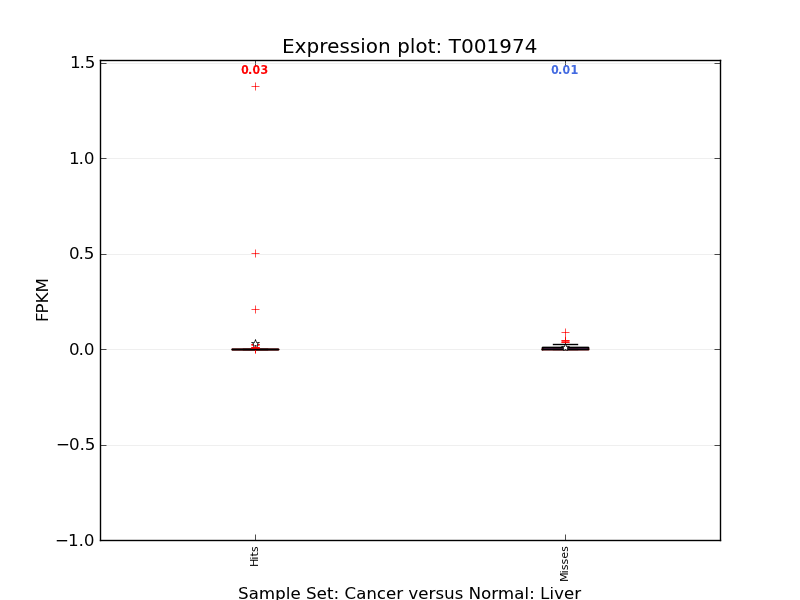 Expression plot: T001974
0.03
0.01
1.5
1.0
0.5
0.0
−0.5
−1.0
FPKM
Hits
Misses
Sample Set: Cancer versus Normal: Liver